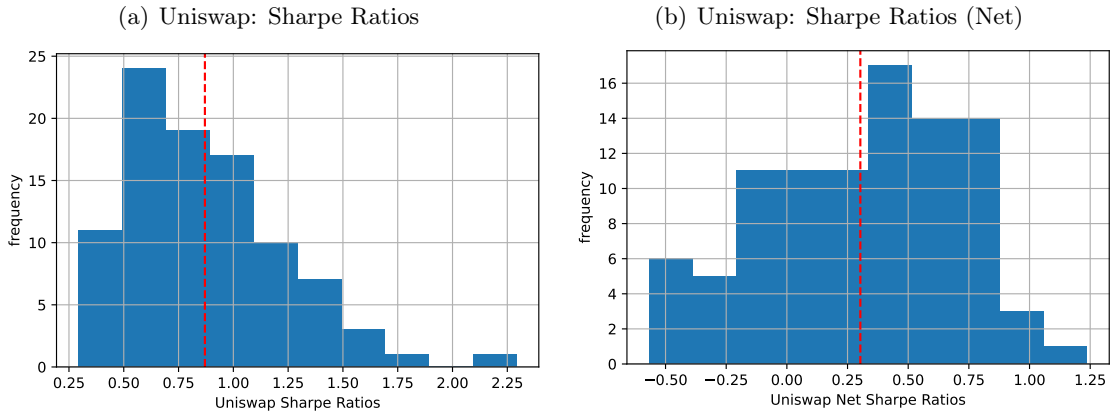 (a) Uniswap: Sharpe Ratios
25
20
15
10
5
0
frequency
0.25 0.50 0.75 1.00 1.25 1.50 1.75 2.00 2.25
Uniswap Sharpe Ratios
(b) Uniswap: Sharpe Ratios (Net)
16
14
12
10
8
6
4
2
0
frequency
−0.50 −0.25 0.00 0.25 0.50 0.75 1.00 1.25
Uniswap Net Sharpe Ratios